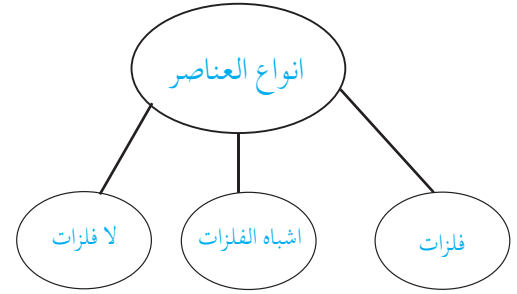 انواع العناصر
فلزات
اشباه الفلزات
لا فلزات